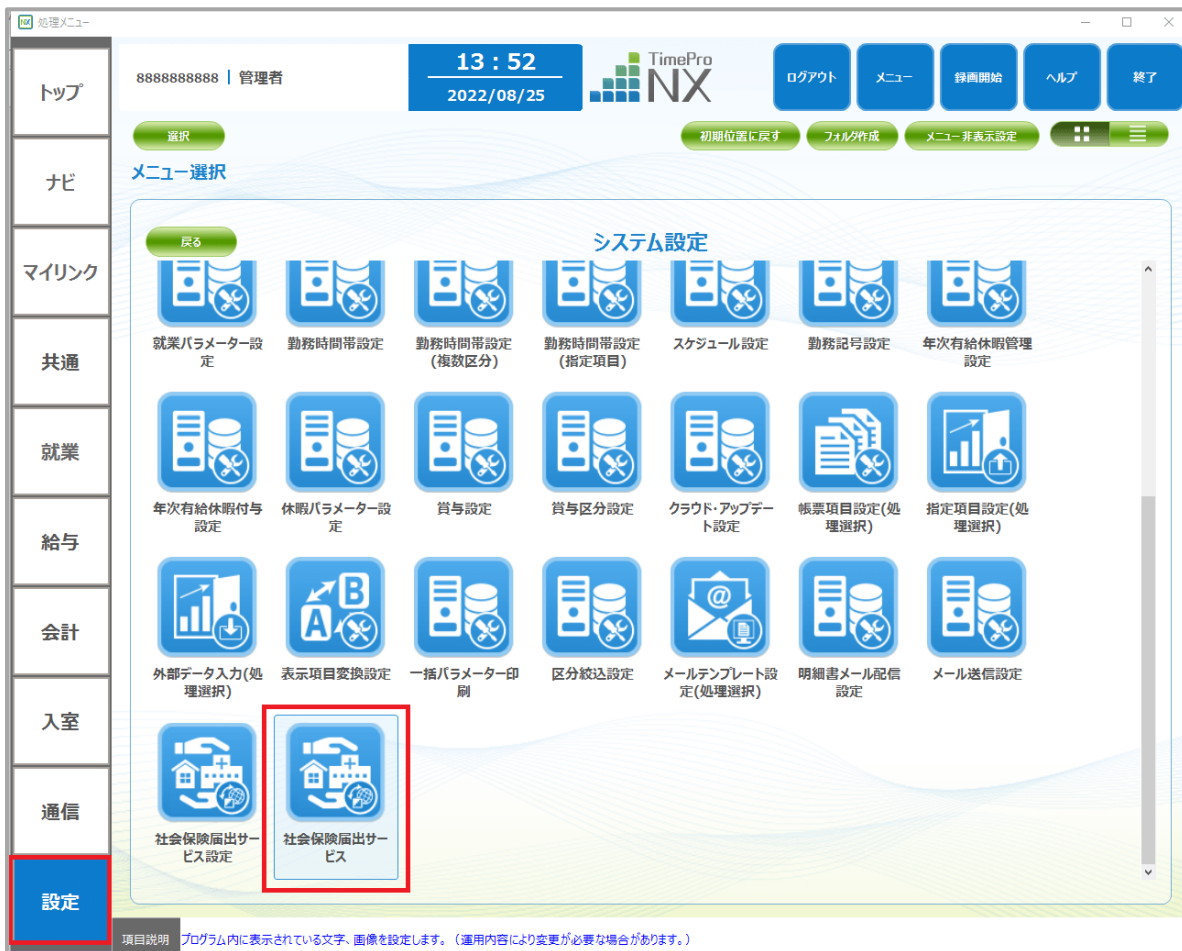 処理メニュー
トップ
ナビ
マイリンク
共通
就業
給与
会計
入室
通信
設定
8888888888 | 管理者
13:52
2022/08/25
TimePro
NX
ログアウト
メニュー
録画開始
ヘルプ
終了
選択
初期位置に戻す
フォルダ作成
メニュー非表示設定
メニュー選択
戻る
システム設定
就業パラメーター設
定
勤務時間帯設定
勤務時間帯設定
(複数区分)
勤務時間帯設定
(指定項目)
スケジュール設定
勤務記号設定
年次有給休暇管理
設定
年次有給休暇付与
設定
休暇パラメーター設
定
賞与設定
賞与区分設定
クラウド・アップデー
ト設定
帳票項目設定(処
理選択)
指定項目設定(処
理選択)
外部データ入力(処
理選択)
表示項目変換設定
一括パラメーター印
刷
区分絞込設定
メールテンプレート設
定(処理選択)
明細書メール配信
設定
メール送信設定
社会保険届出サー
ビス設定
社会保険届出サー
ビス
項目説明
プログラム内に表示されている文字、画像を設定します。（運用内容により変更が必要な場合があります。）